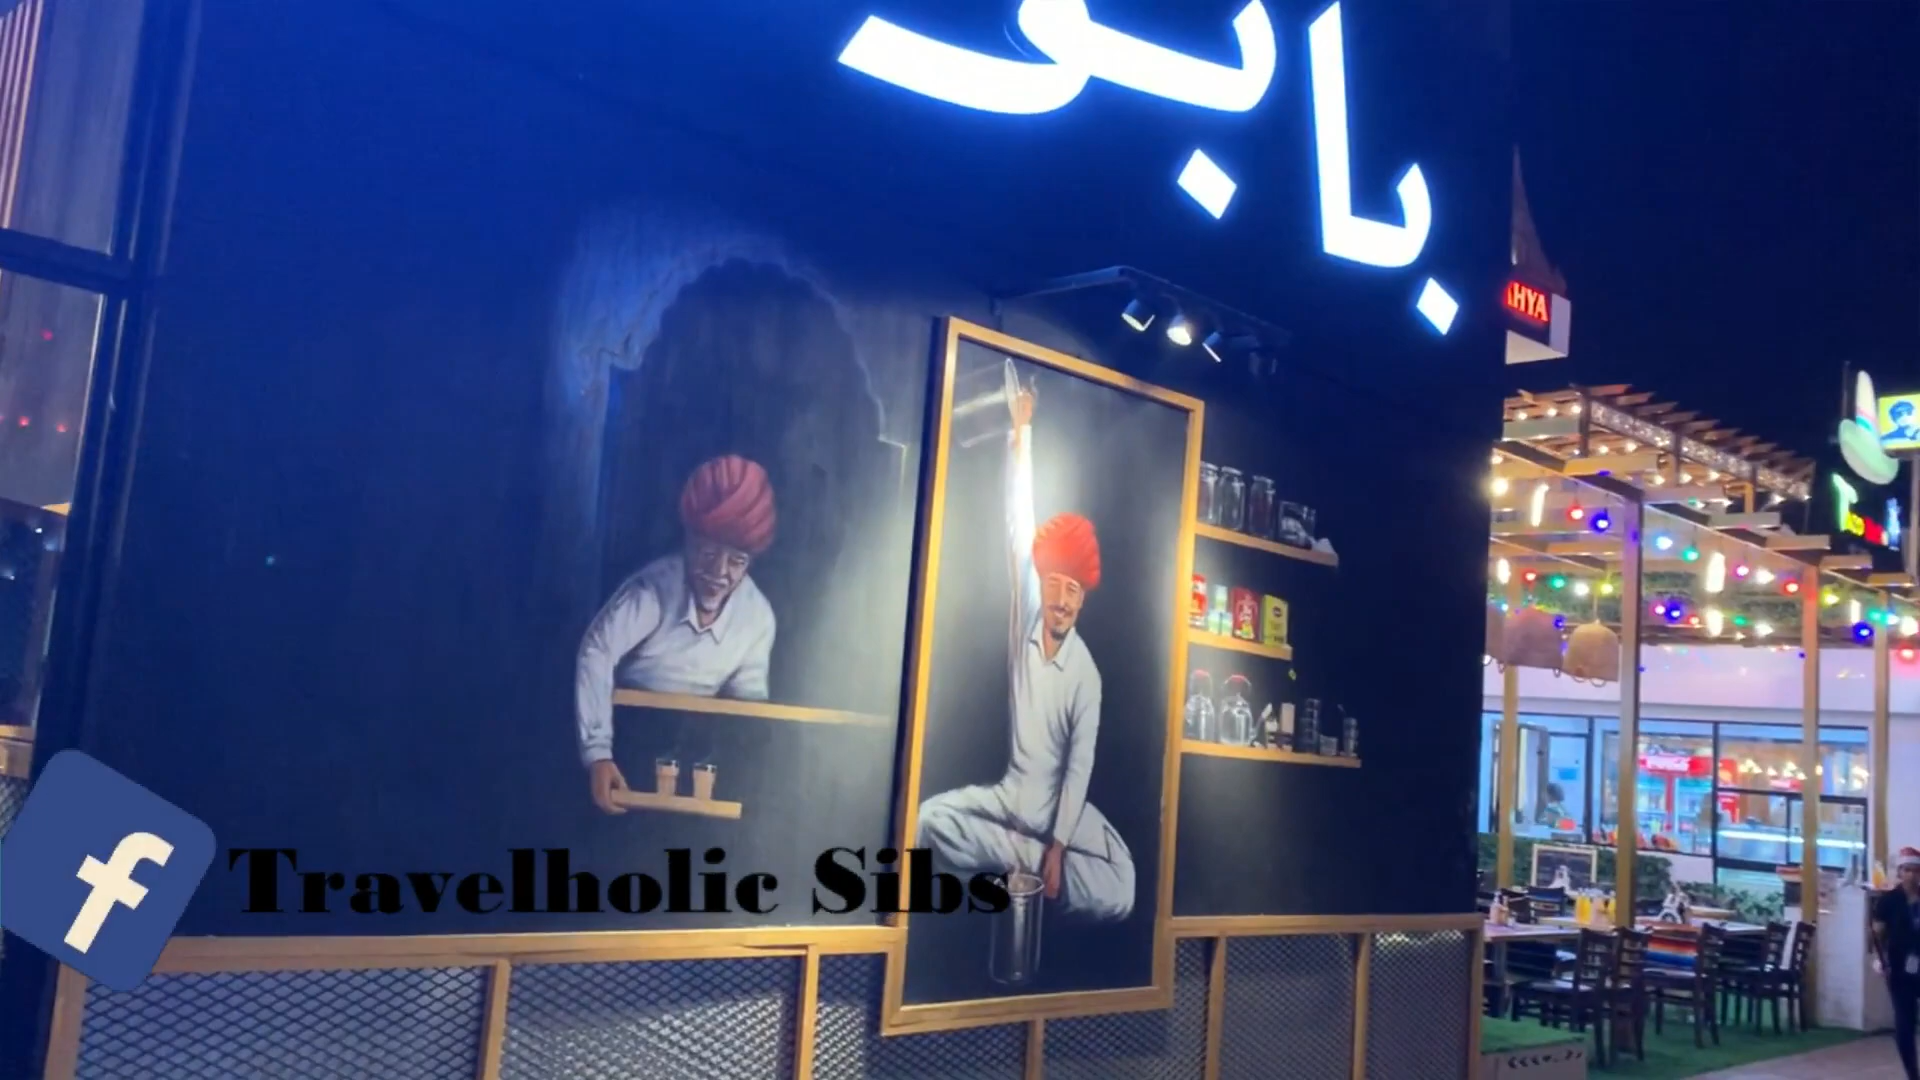 بابو
HYA
Travelholic Sibs